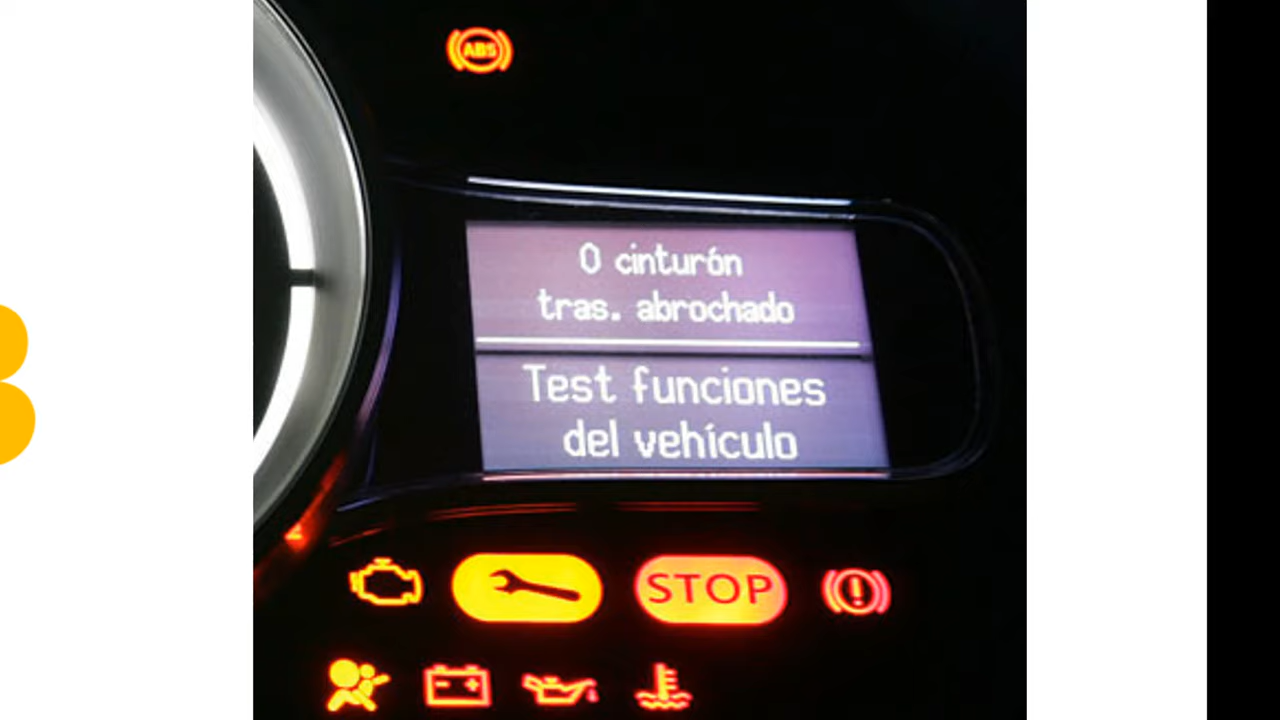 ABS
0 cinturón
tras. abrochado
Test funciones
del vehículo
STOP